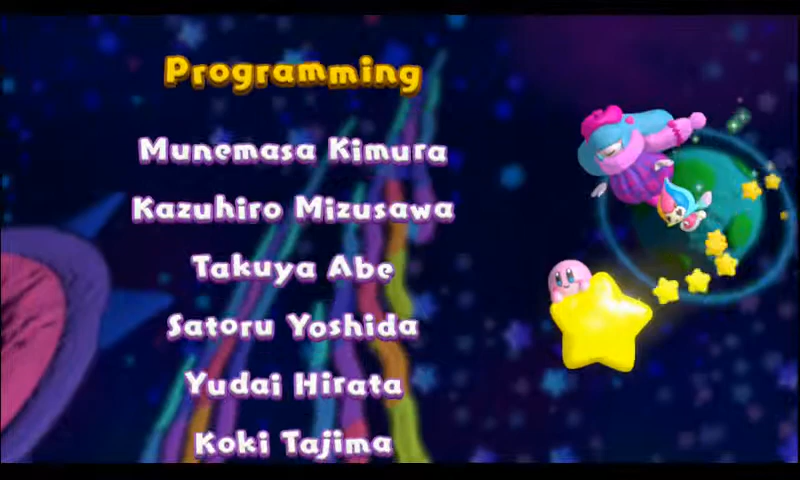 Programming
Munemasa Kimura
Kazuhiro Mizusawa
Takuya Abe
Satoru Yoshida
Yudai Hirata
Koki Tajima